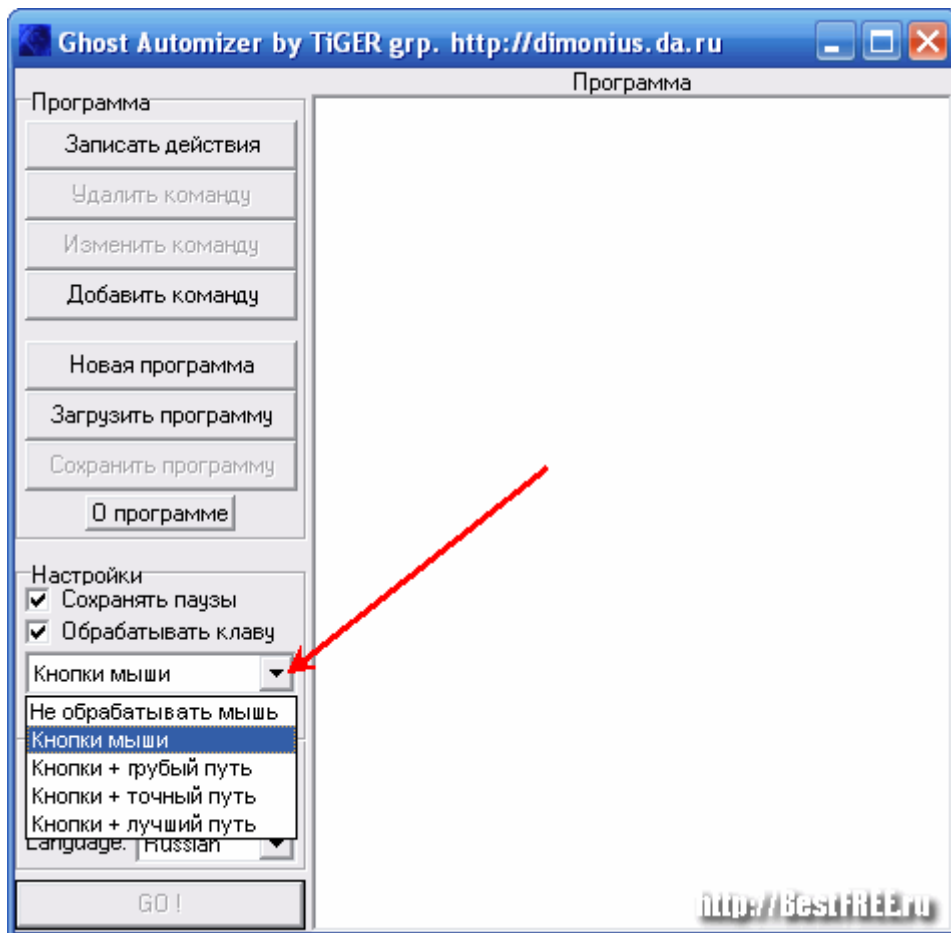 Ghost Automizer by TiGER grp. http://dimonius.da.ru
Программа
Программа
Записать действия
Удалить команду
Изменить команду
Добавить команду
Новая программа
Загрузить программу
Сохранить программу
О программе
Настройки
Сохранять паузы
Обрабатывать клаву
Кнопки мыши
Не обрабатывать мышь
Кнопки мыши
Кнопки + грубый путь
Кнопки + точный путь
Кнопки + лучший путь
Language: Russian
GO !
http://BestFREE.ru